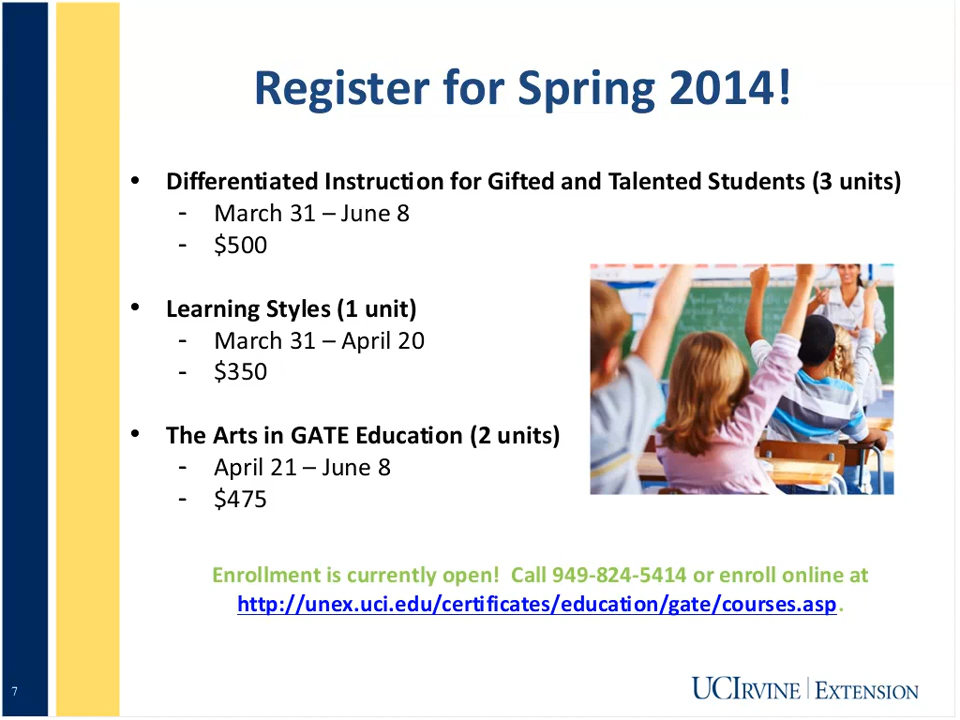 Register for Spring 2014!
• Differentiated Instruction for Gifted and Talented Students (3 units)
- March 31 – June 8
- $500
• Learning Styles (1 unit)
- March 31 – April 20
- $350
• The Arts in GATE Education (2 units)
- April 21 – June 8
- $475
Enrollment is currently open! Call 949-824-5414 or enroll online at
http://unex.uci.edu/certificates/education/gate/courses.asp.
7
UCIRVINE | EXTENSION